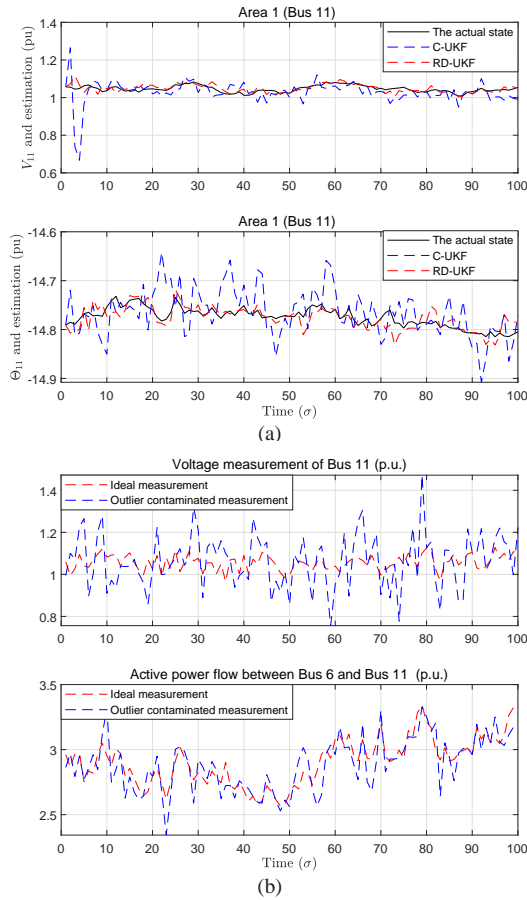 Area 1 (Bus 11)
V11 and estimation (pu)
1.4
1.2
1
0.8
0.6
The actual state
C-UKF
RD-UKF
0 10 20 30 40 50 60 70 80 90 100
Area 1 (Bus 11)
Θ11 and estimation (pu)
-14.6
-14.7
-14.8
-14.9
The actual state
C-UKF
RD-UKF
0 10 20 30 40 50 60 70 80 90 100
Time (σ)
(a)
Voltage measurement of Bus 11 (p.u.)
1.4
1.2
1
0.8
Ideal measurement
Outlier contaminated measurement
0 10 20 30 40 50 60 70 80 90 100
Active power flow between Bus 6 and Bus 11 (p.u.)
3.5
3
2.5
Ideal measurement
Outlier contaminated measurement
0 10 20 30 40 50 60 70 80 90 100
Time (σ)
(b)